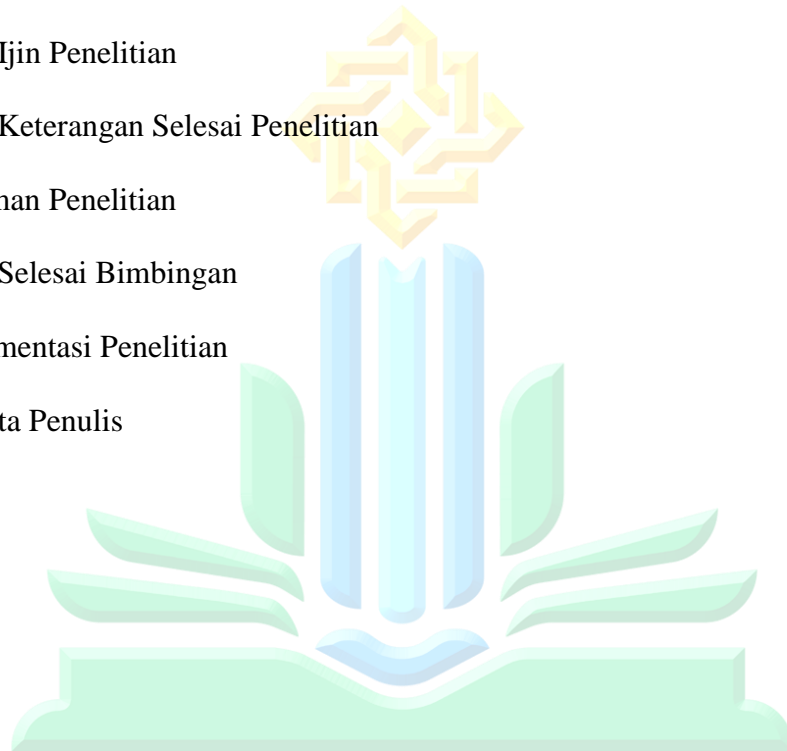 Ijin Penelitian
Keterangan Selesai Penelitian
nan Penelitian
Selesai Bimbingan
mentasi Penelitian
ta Penulis